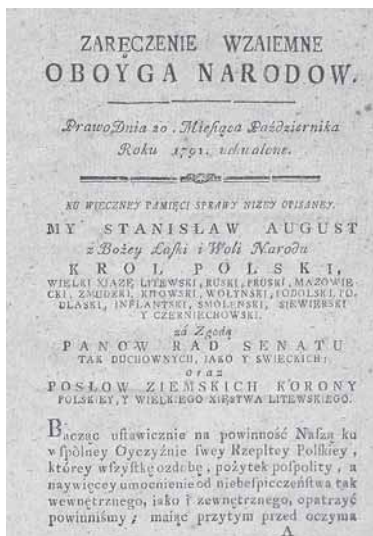 ZARĘCZENIE WZAIEMNE
OBOYGA NARODOW.
Prawo Dnia 20. Mieſiąca Października
Roku 1791. uchwalone.
KU WIECZNEY PAMIĘCI SPRAWY NIZEY OPISANEY.
MY STANISŁAW AUGUST
z Bożey Łaſki i Woli Narodu
KROL POLSKI,
WIELKI XIĄZĘ LITEWSKI, RUSKI, PRUSKI, MAZOWIE
CKI, ZMUDZKI, KIIOWSKI, WOŁYNSKI, PODOLSKI, PO-
DLASKI, INFLANTSKI, SMOLENSKI, SIEWIERSKI
Y CZERNIECHOWSKI.
zá Zgodą
PANOW RAD SENATU
TAK DUCHOWNYCH, IAKO Y SWIECKICH;
oraz
POSŁOW ZIEMSKICH KORONY
POLSKIEY, Y WIELKIEGO XIĘSTWA LITEWSKIEGO.
Bacząc uſtawicznie na powinność Naſzą ku
wſpólney Oyczyźnie ſwey Rzepltey Polſkiey,
ktorey wſzyſtkę ozdobę, pożytek poſpolity, a
naywięcey umocnienie od niebeſpieczeńſtwa tak
wewnętrznego, iako i zewnętrznego, opatrzyć
powinniśmy; maiąc przytym przed oczyma
A